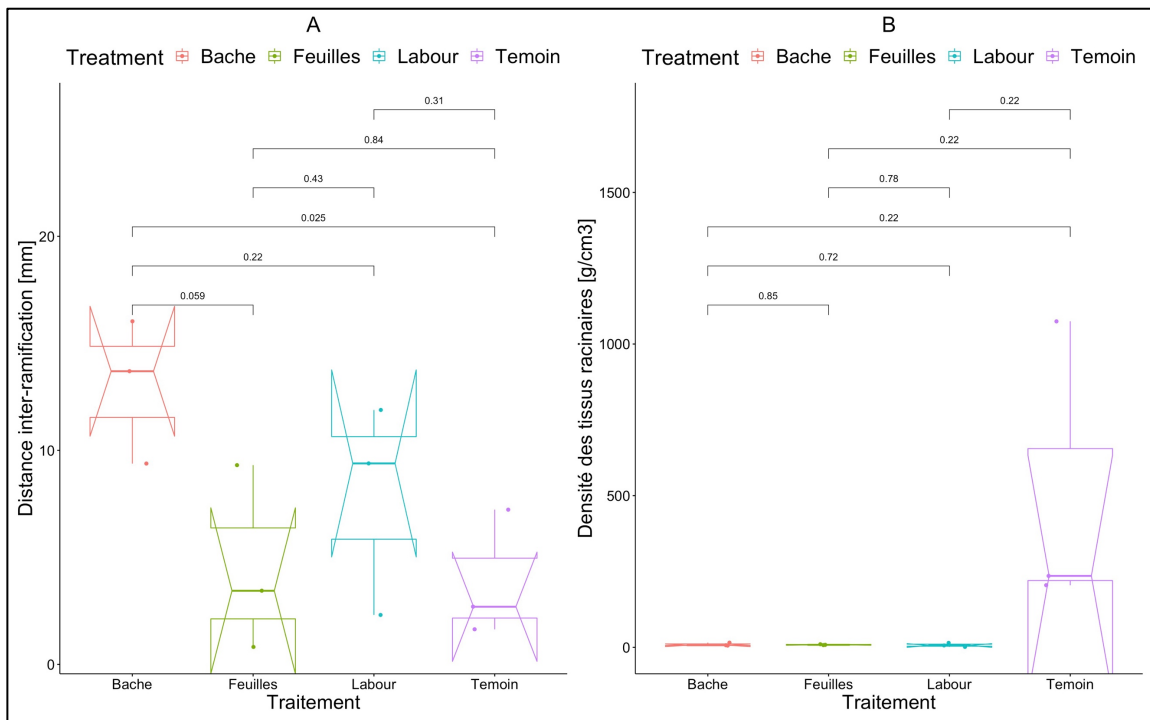 A
Treatment Bache Feuilles Labour Temoin
0.31
0.84
0.43
0.025
0.22
0.059
Distance inter-ramification [mm]
20
10
0
Bache Feuilles Labour Temoin
Traitement
B
Treatment Bache Feuilles Labour Temoin
0.22
0.22
0.78
0.22
0.72
0.85
Densité des tissus racinaires [g/cm3]
1500
1000
500
0
Bache Feuilles Labour Temoin
Traitement